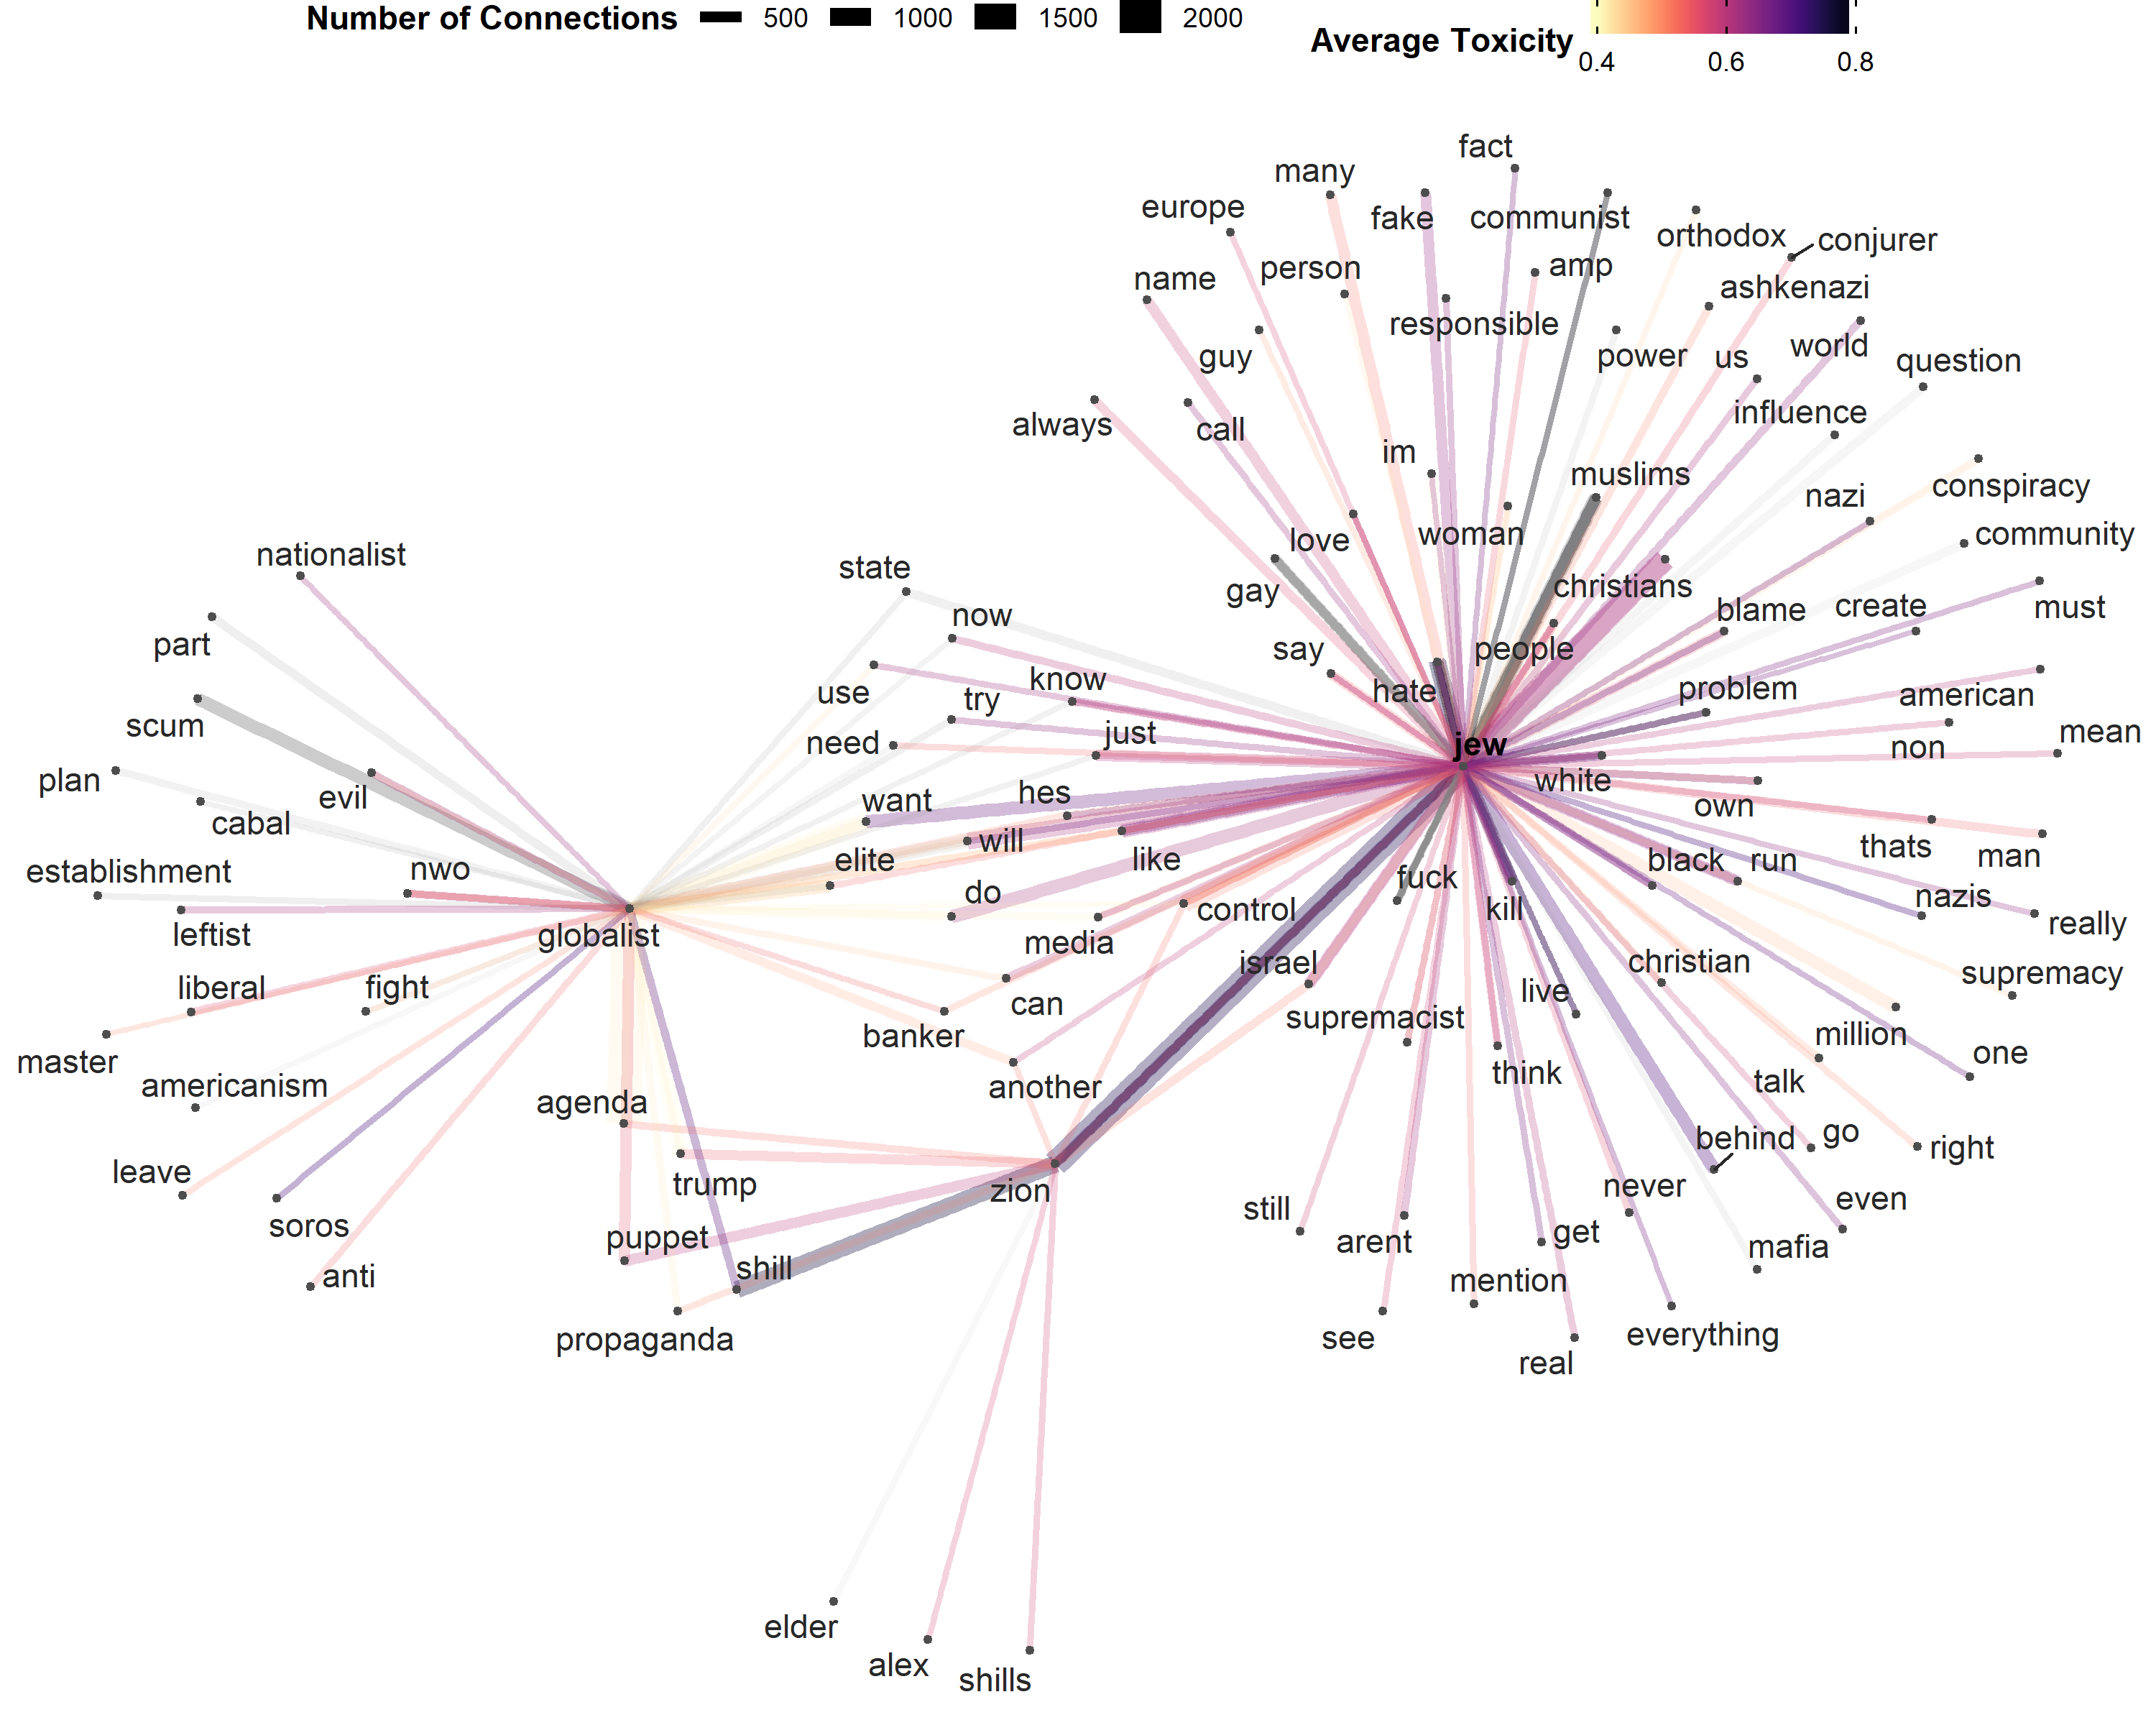 Number of Connections 500 1000 1500 2000
Average Toxicity 0.4 0.6 0.8
fact
many
europe
fake
communist
orthodox
conjurer
person
amp
name
ashkenazi
responsible
guy
power
us
world
question
always
call
influence
im
muslims
nazi
conspiracy
woman
community
love
nationalist
state
gay
christians
blame
create
must
now
part
say
people
know
hate
problem
american
use
try
scum
need
just
jew
non
mean
plan
evil
want
hes
white
own
cabal
will
elite
like
black
run
thats
man
establishment
nwo
fuck
do
control
kill
nazis
leftist
globalist
media
really
israel
christian
supremacy
liberal
fight
can
live
supremacist
banker
million
master
one
americanism
another
think
talk
agenda
behind
go
right
leave
trump
zion
never
even
soros
still
puppet
arent
get
mafia
shill
anti
mention
propaganda
see
real
everything
elder
alex
shills